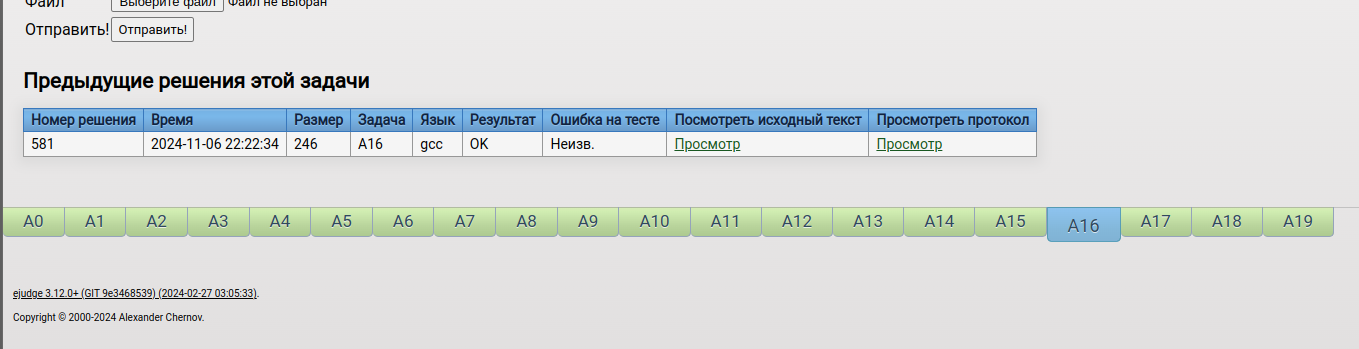 Файл Выберите файл Файл не выбран
Отправить! Отправить!
Предыдущие решения этой задачи
Номер решения Время Размер Задача Язык Результат Ошибка на тесте Посмотреть исходный текст Просмотреть протокол
581 2024-11-06 22:22:34 246 A16 gcc OK Неизв. Просмотр Просмотр
A0 A1 A2 A3 A4 A5 A6 A7 A8 A9 A10 A11 A12 A13 A14 A15 A16 A17 A18 A19
ejudge 3.12.0+ (GIT 9e3468539) (2024-02-27 03:05:33).
Copyright © 2000-2024 Alexander Chernov.